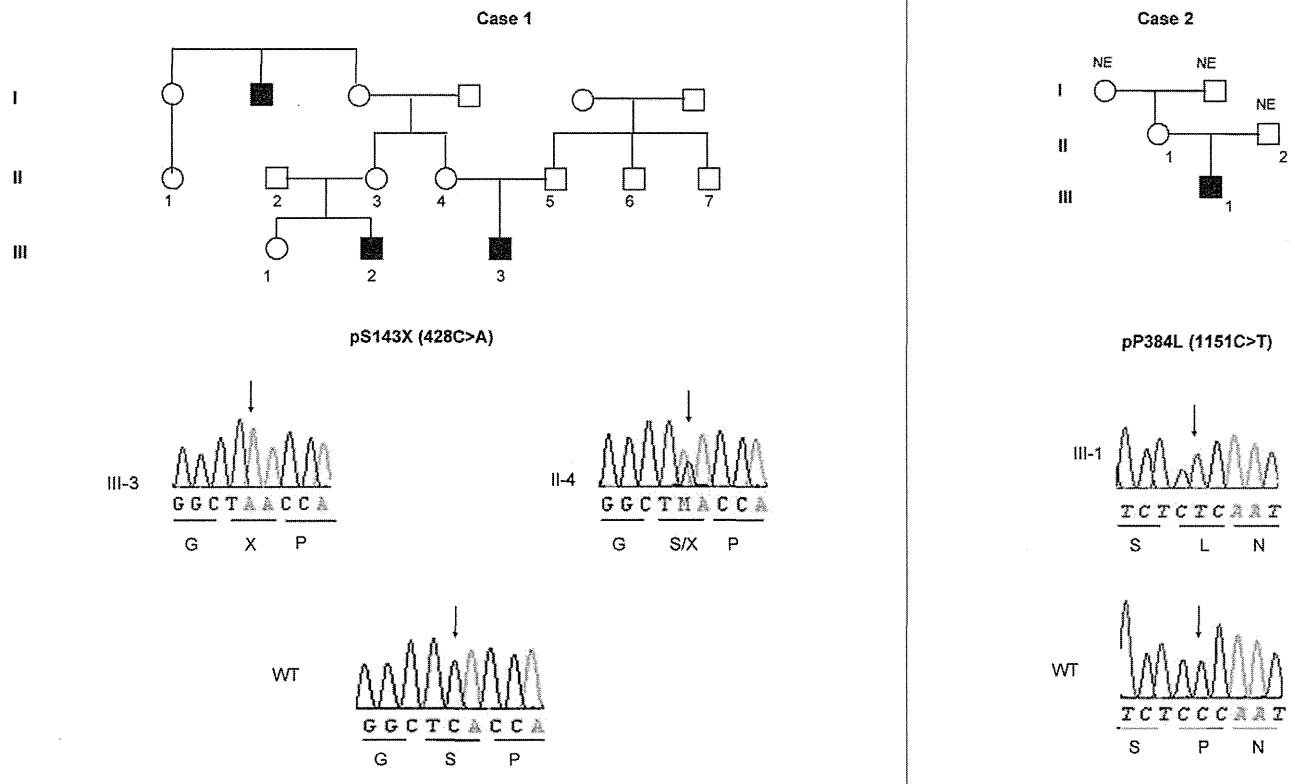 Case 1
Case 2
NE NE
I
I
NE
II
1 2 3 4 5 6 7
II
1 2
III
1 2 3
III
1
pS143X (428C>A)
pP384L (1151C>T)
III-3
GGCTAACCA
G X P
II-4
GGCTMACCA
G S/X P
III-1
TCTCTCAAT
S L N
WT
GGCTCACCA
G S P
WT
TCTCCCAAT
S P N